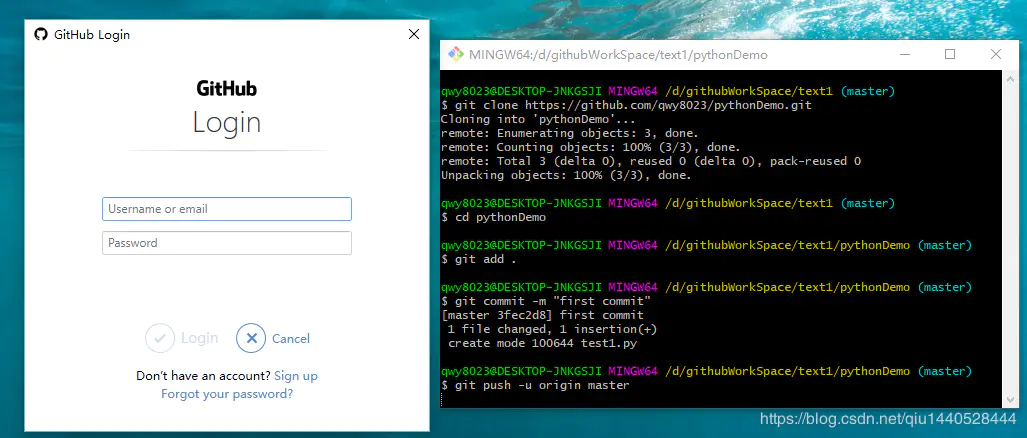 GitHub Login
GitHub
Login
Username or email
Password
Login
Cancel
Don't have an account? Sign up
Forgot your password?
MINGW64:/d/githubWorkSpace/text1/pythonDemo
qwy8023@DESKTOP-JNKGSJI MINGW64 /d/githubWorkSpace/text1 (master)
$ git clone https://github.com/qwy8023/pythonDemo.git
Cloning into 'pythonDemo'...
remote: Enumerating objects: 3, done.
remote: Counting objects: 100% (3/3), done.
remote: Total 3 (delta 0), reused 0 (delta 0), pack-reused 0
Unpacking objects: 100% (3/3), done.
qwy8023@DESKTOP-JNKGSJI MINGW64 /d/githubWorkSpace/text1 (master)
$ cd pythonDemo
qwy8023@DESKTOP-JNKGSJI MINGW64 /d/githubWorkSpace/text1/pythonDemo (master)
$ git add .
qwy8023@DESKTOP-JNKGSJI MINGW64 /d/githubWorkSpace/text1/pythonDemo (master)
$ git commit -m "first commit"
[master 3fec2d8] first commit
1 file changed, 1 insertion(+)
create mode 100644 test1.py
qwy8023@DESKTOP-JNKGSJI MINGW64 /d/githubWorkSpace/text1/pythonDemo (master)
$ git push -u origin master
https://blog.csdn.net/qiu1440528444